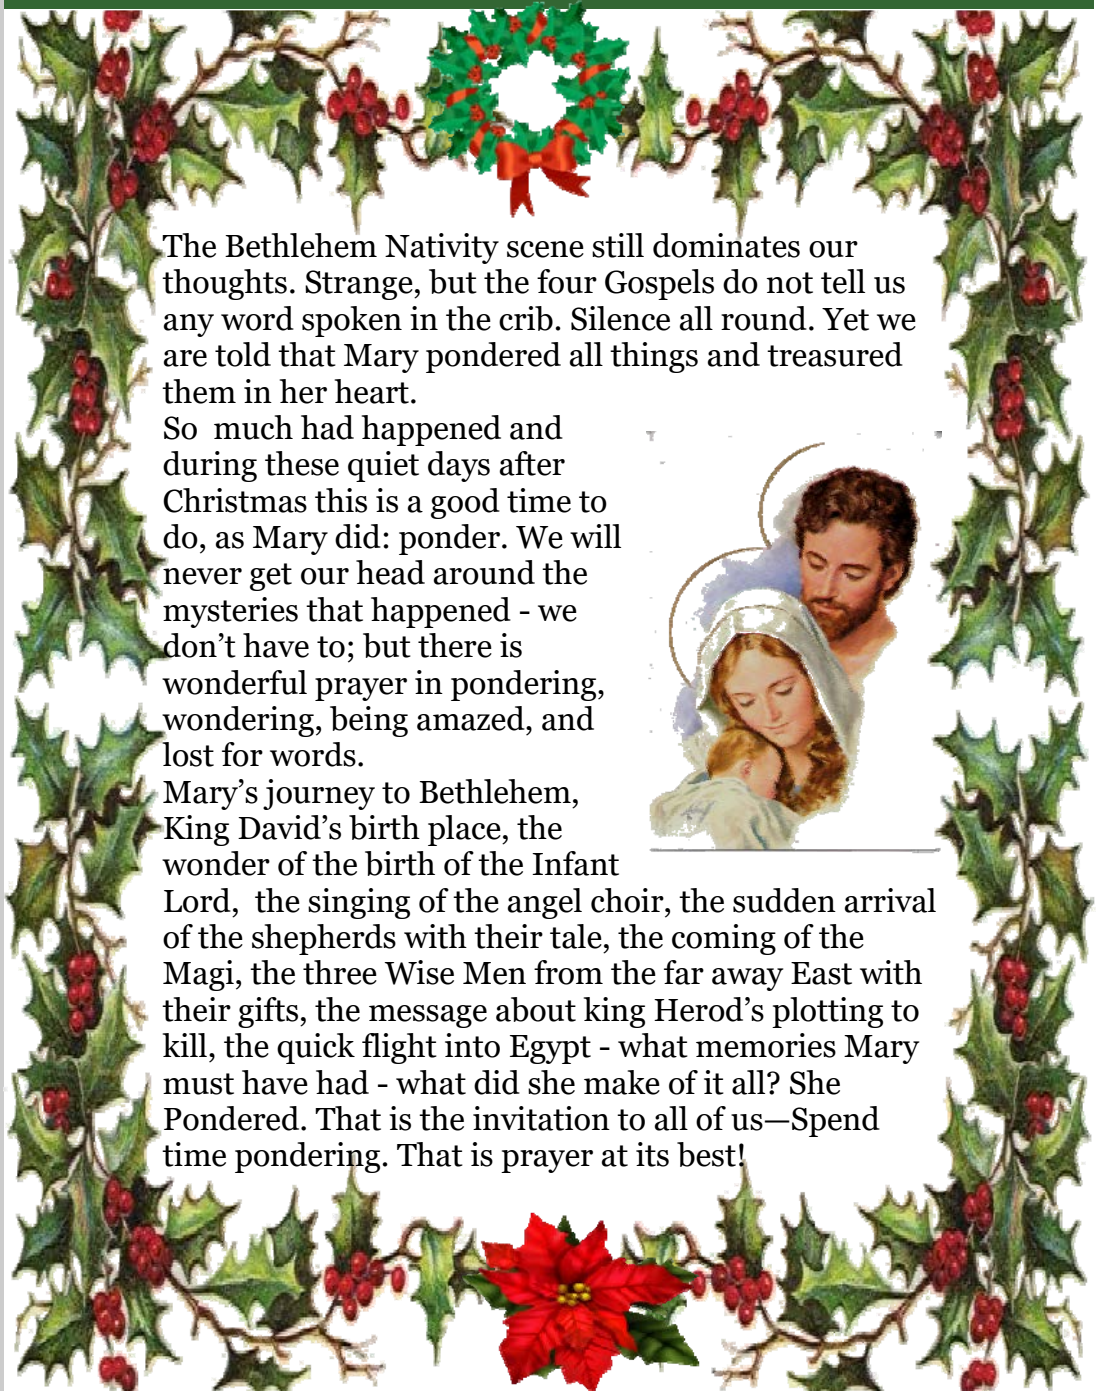 The Bethlehem Nativity scene still dominates our
thoughts. Strange, but the four Gospels do not tell us
any word spoken in the crib. Silence all round. Yet we
are told that Mary pondered all things and treasured
them in her heart.
So  much had happened and
during these quiet days after
Christmas this is a good time to
do, as Mary did: ponder. We will
never get our head around the
mysteries that happened - we
don’t have to; but there is
wonderful prayer in pondering,
wondering, being amazed, and
lost for words.
Mary’s journey to Bethlehem,
King David’s birth place, the
wonder of the birth of the Infant
Lord,  the singing of the angel choir, the sudden arrival
of the shepherds with their tale, the coming of the
Magi, the three Wise Men from the far away East with
their gifts, the message about king Herod’s plotting to
kill, the quick flight into Egypt - what memories Mary
must have had - what did she make of it all? She
Pondered. That is the invitation to all of us—Spend
time pondering. That is prayer at its best!